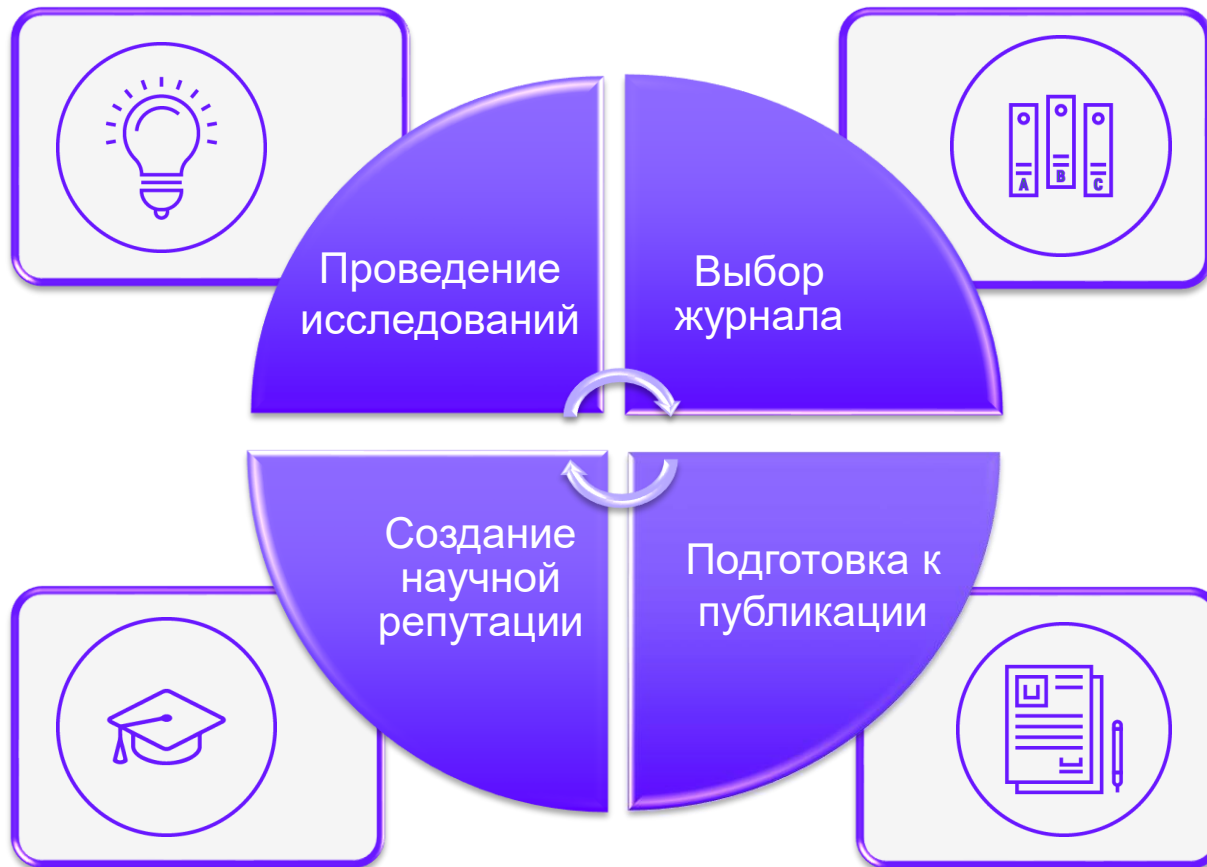 Проведение
исследований
Выбор
журнала
A
B
C
Создание
научной
репутации
Подготовка к
публикации